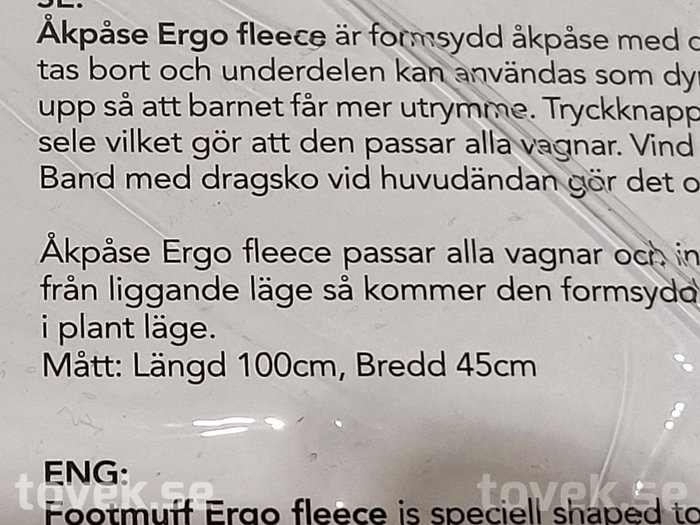 SE:
Åkpåse Ergo fleece är formsydd åkpåse med
tas bort och underdelen kan användas som
upp så att barnet får mer utrymme. Tryckknapp
sele vilket gör att den passar alla vagnar. Vind
Band med dragsko vid huvudändan gör det
Åkpåse Ergo fleece passar alla vagnar och in
från liggande läge så kommer den formsydd
i plant läge.
Mått: Längd 100cm, Bredd 45cm
ENG:
tovek.se tovek.se
Footmuff Ergo fleece is speciell shaped to